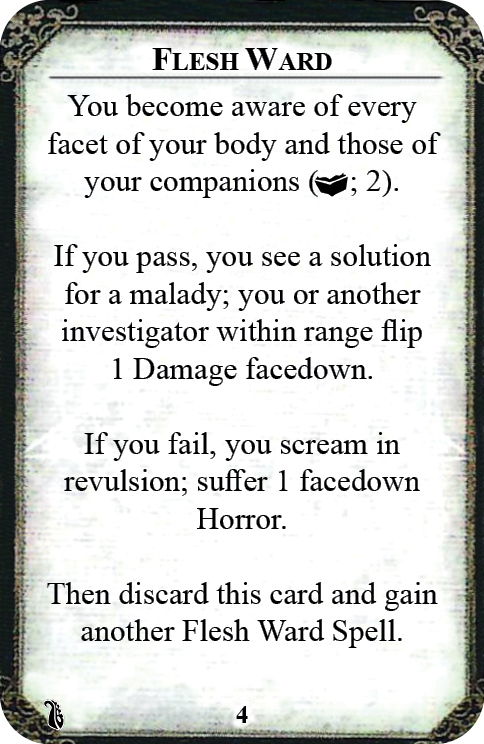 FLESH WARD
You become aware of every
facet of your body and those of
your companions (; 2).
If you pass, you see a solution
for a malady; you or another
investigator within range flip
1 Damage facedown.
If you fail, you scream in
revulsion; suffer 1 facedown
Horror.
Then discard this card and gain
another Flesh Ward Spell.
4